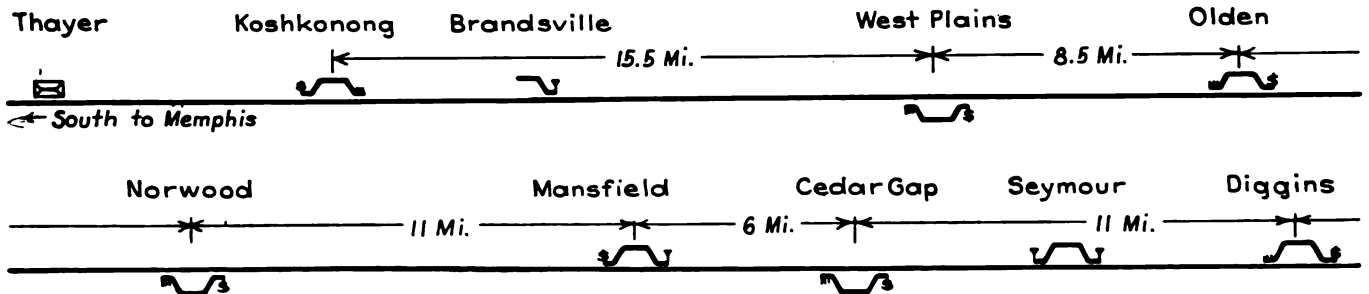 Thayer Koshkonong Brandsville West Plains Olden
15.5 Mi. 8.5 Mi.
South to Memphis
Norwood Mansfield Cedar Gap Seymour Diggins
11 Mi. 6 Mi. 11 Mi.